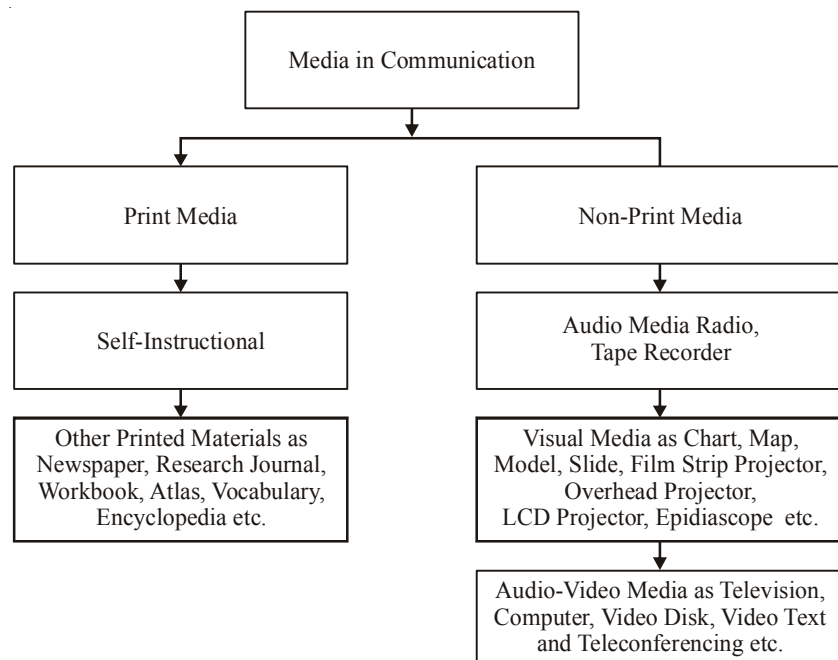 Media in Communication
Print Media
Non-Print Media
Self-Instructional
Audio Media Radio,
Tape Recorder
Other Printed Materials as
Newspaper, Research Journal,
Workbook, Atlas, Vocabulary,
Encyclopedia etc.
Visual Media as Chart, Map,
Model, Slide, Film Strip Projector,
Overhead Projector,
LCD Projector, Epidiascope etc.
Audio-Video Media as Television,
Computer, Video Disk, Video Text
and Teleconferencing etc.